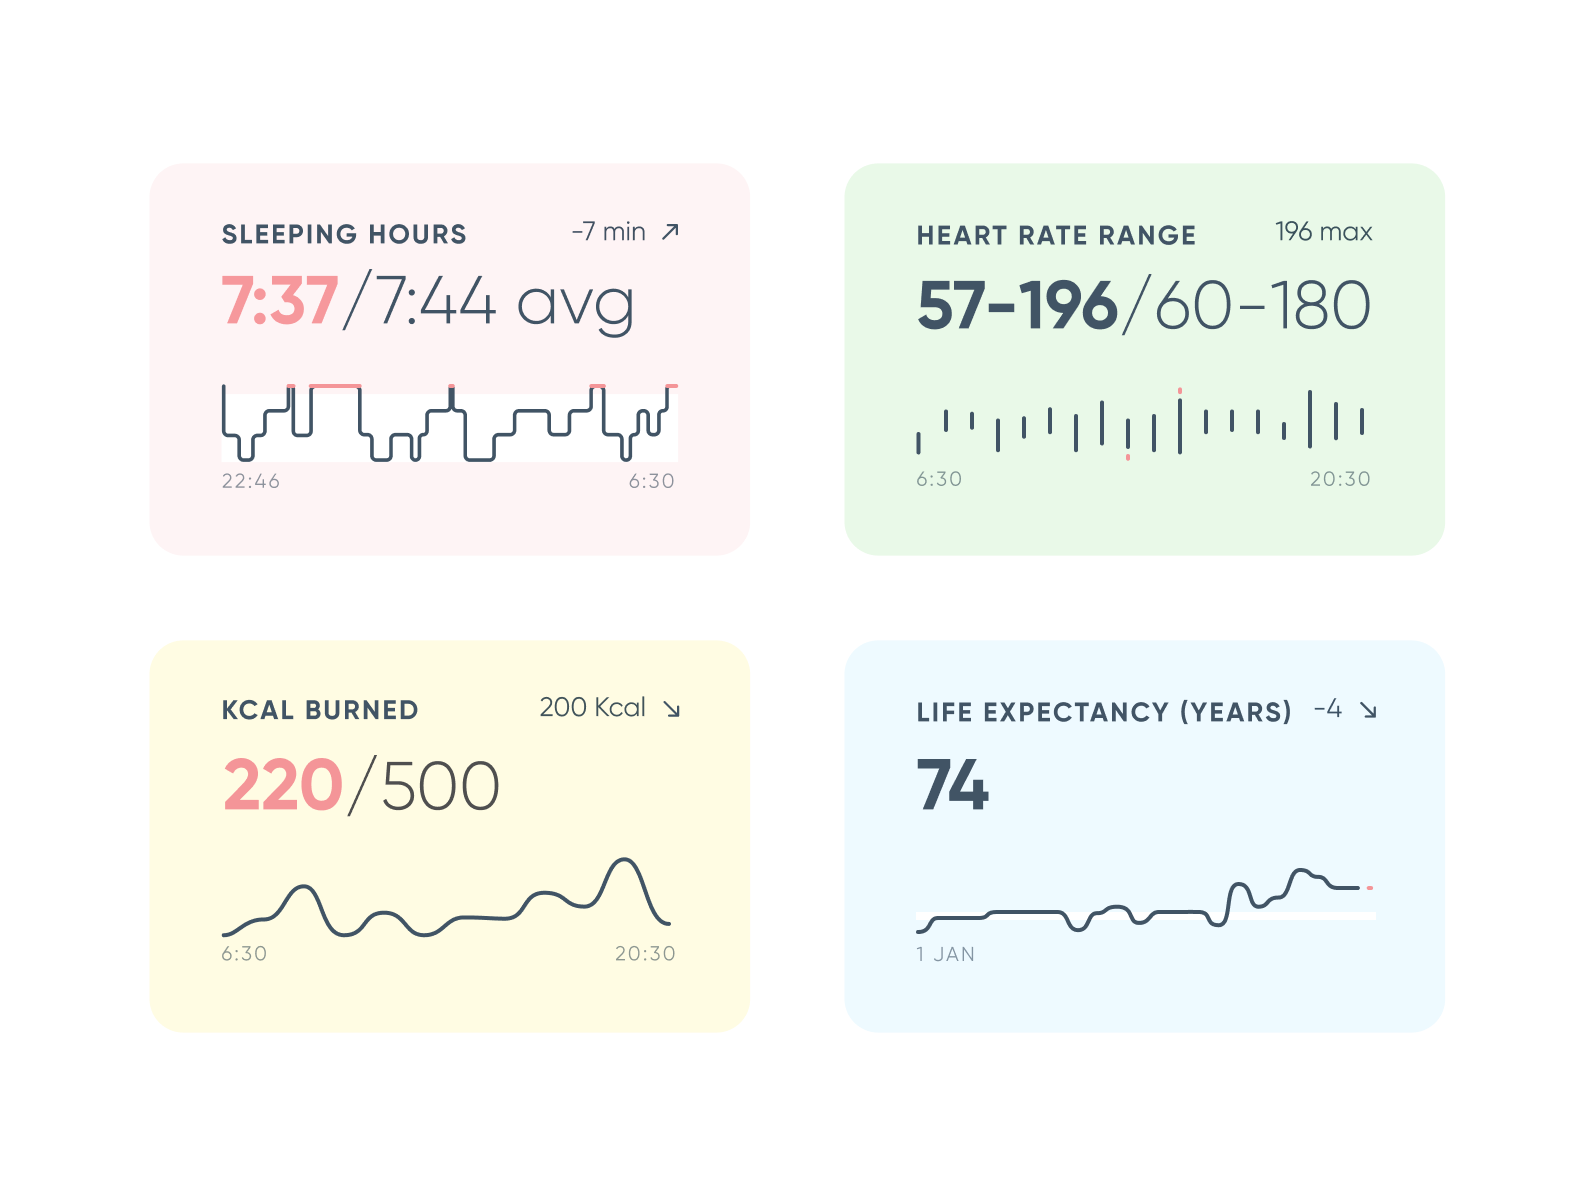 SLEEPING HOURS -7 min
7:37/7:44 avg
22:46 6:30
HEART RATE RANGE 196 max
57-196/60-180
6:30 20:30
KCAL BURNED 200 Kcal
220/500
6:30 20:30
LIFE EXPECTANCY (YEARS) -4
74
1 JAN